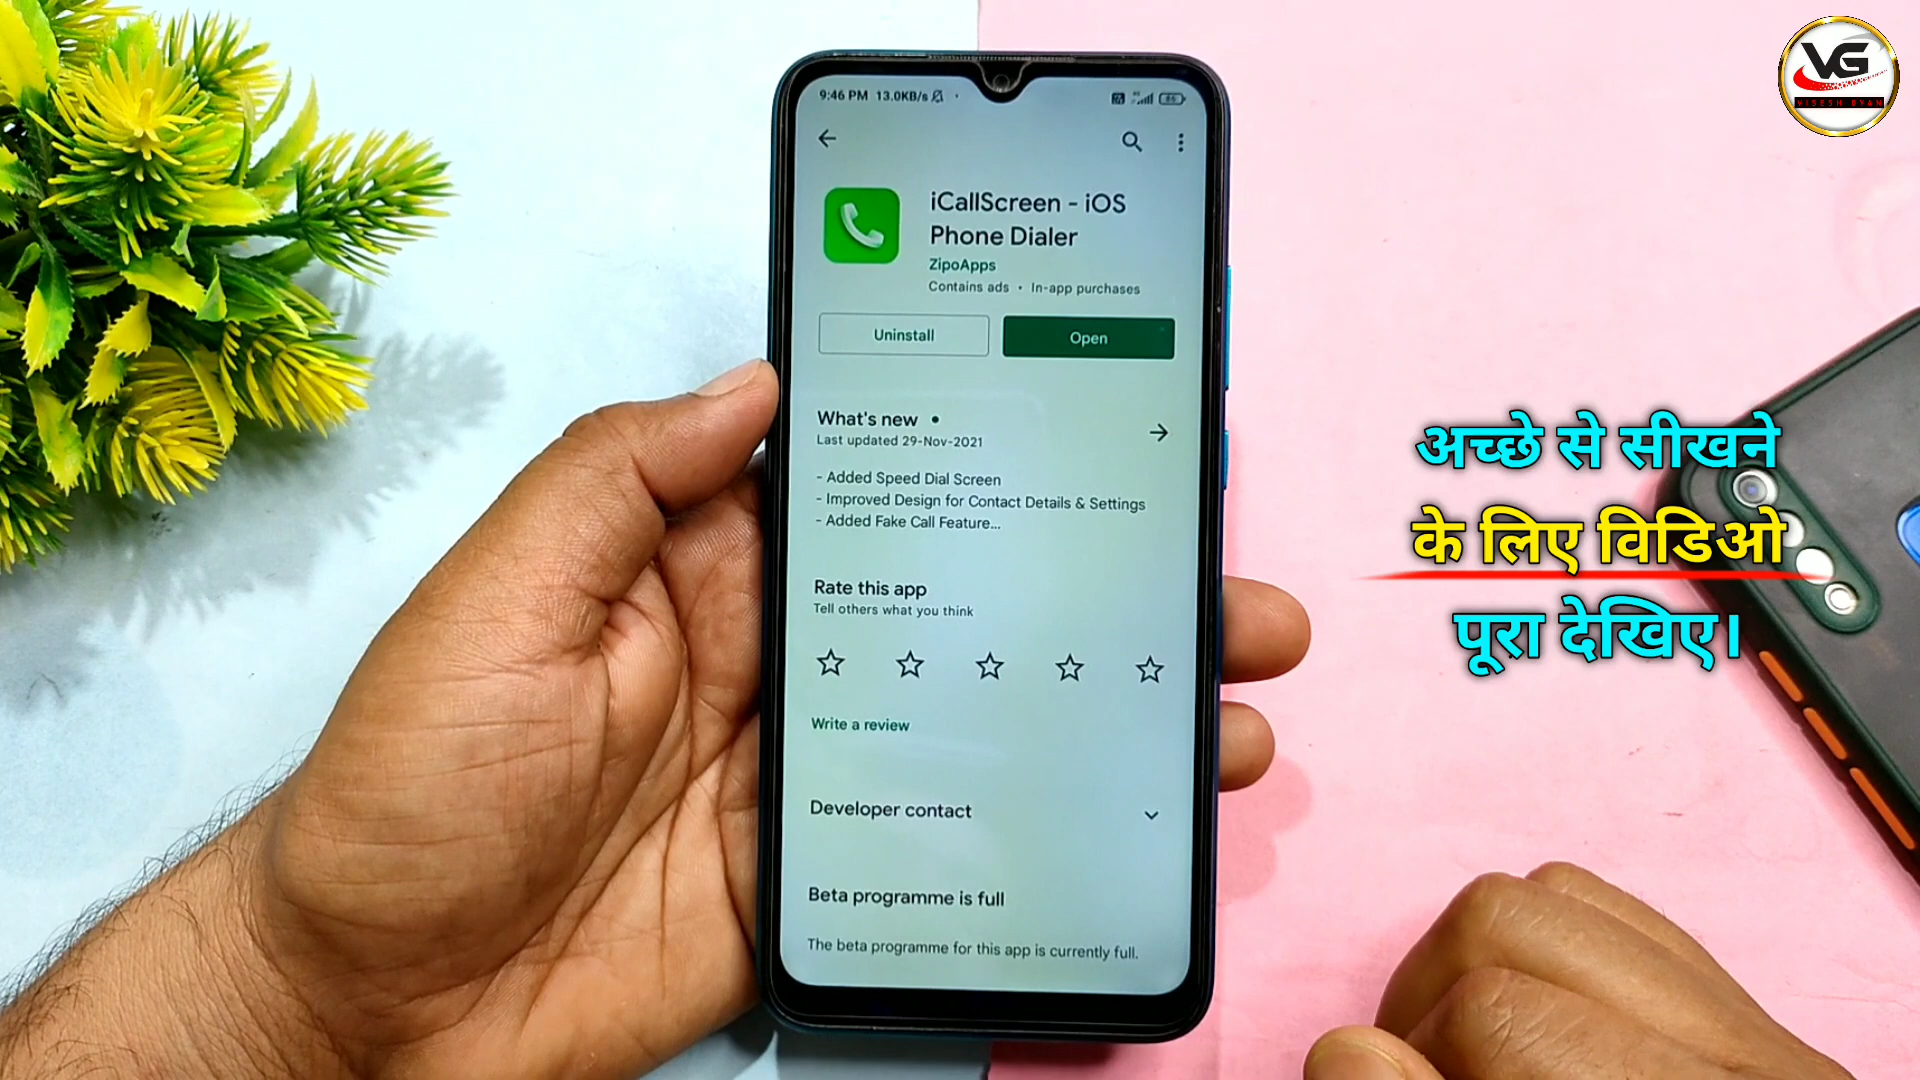 VG
VISESH GYAN
9:46 PM 13.0KB/s
86
iCallScreen - iOS
Phone Dialer
ZipoApps
Contains ads • In-app purchases
Uninstall
Open
What's new •
Last updated 29-Nov-2021
- Added Speed Dial Screen
- Improved Design for Contact Details & Settings
- Added Fake Call Feature...
Rate this app
Tell others what you think
Write a review
Developer contact
Beta programme is full
The beta programme for this app is currently full.
अच्छे से सीखने
के लिए विडिओ
पूरा देखिए।